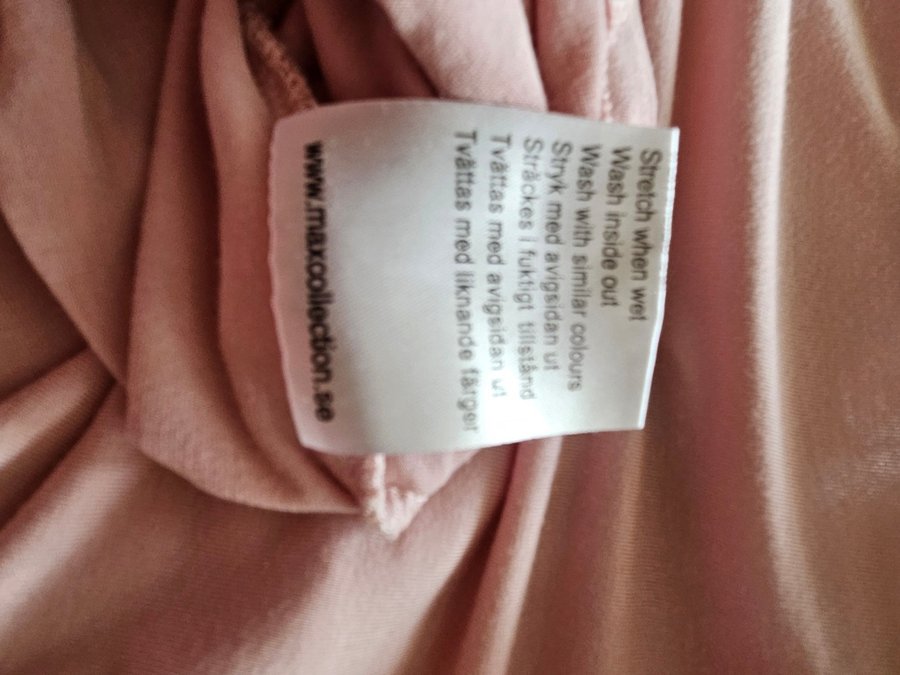 Stretch when wet
Wash inside out
Wash with similar colours
Stryk med avigsidan ut
Sträckes i fuktigt tillstånd
Tvättas med avigsidan ut
Tvättas med liknande färger
www.maxcollection.se